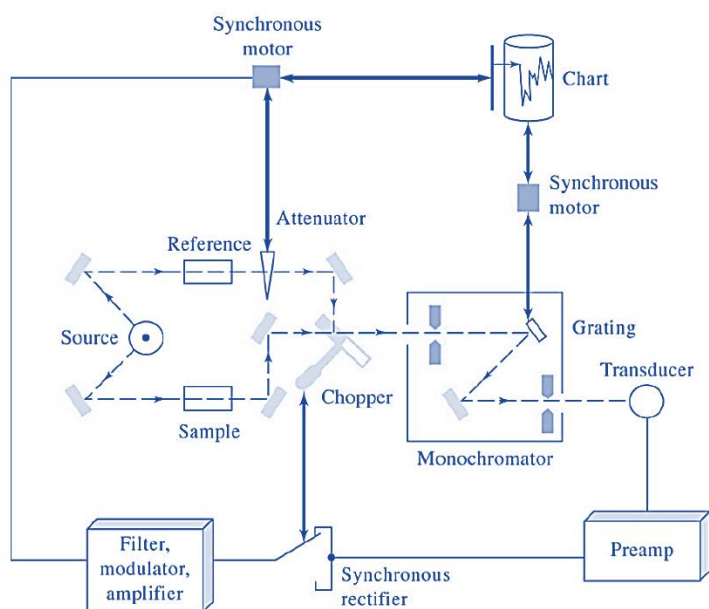 Synchronous
motor
Chart
Synchronous
motor
Attenuator
Reference
Source
Grating
Transducer
Chopper
Sample
Monochromator
Filter,
modulator,
amplifier
Synchronous
rectifier
Preamp